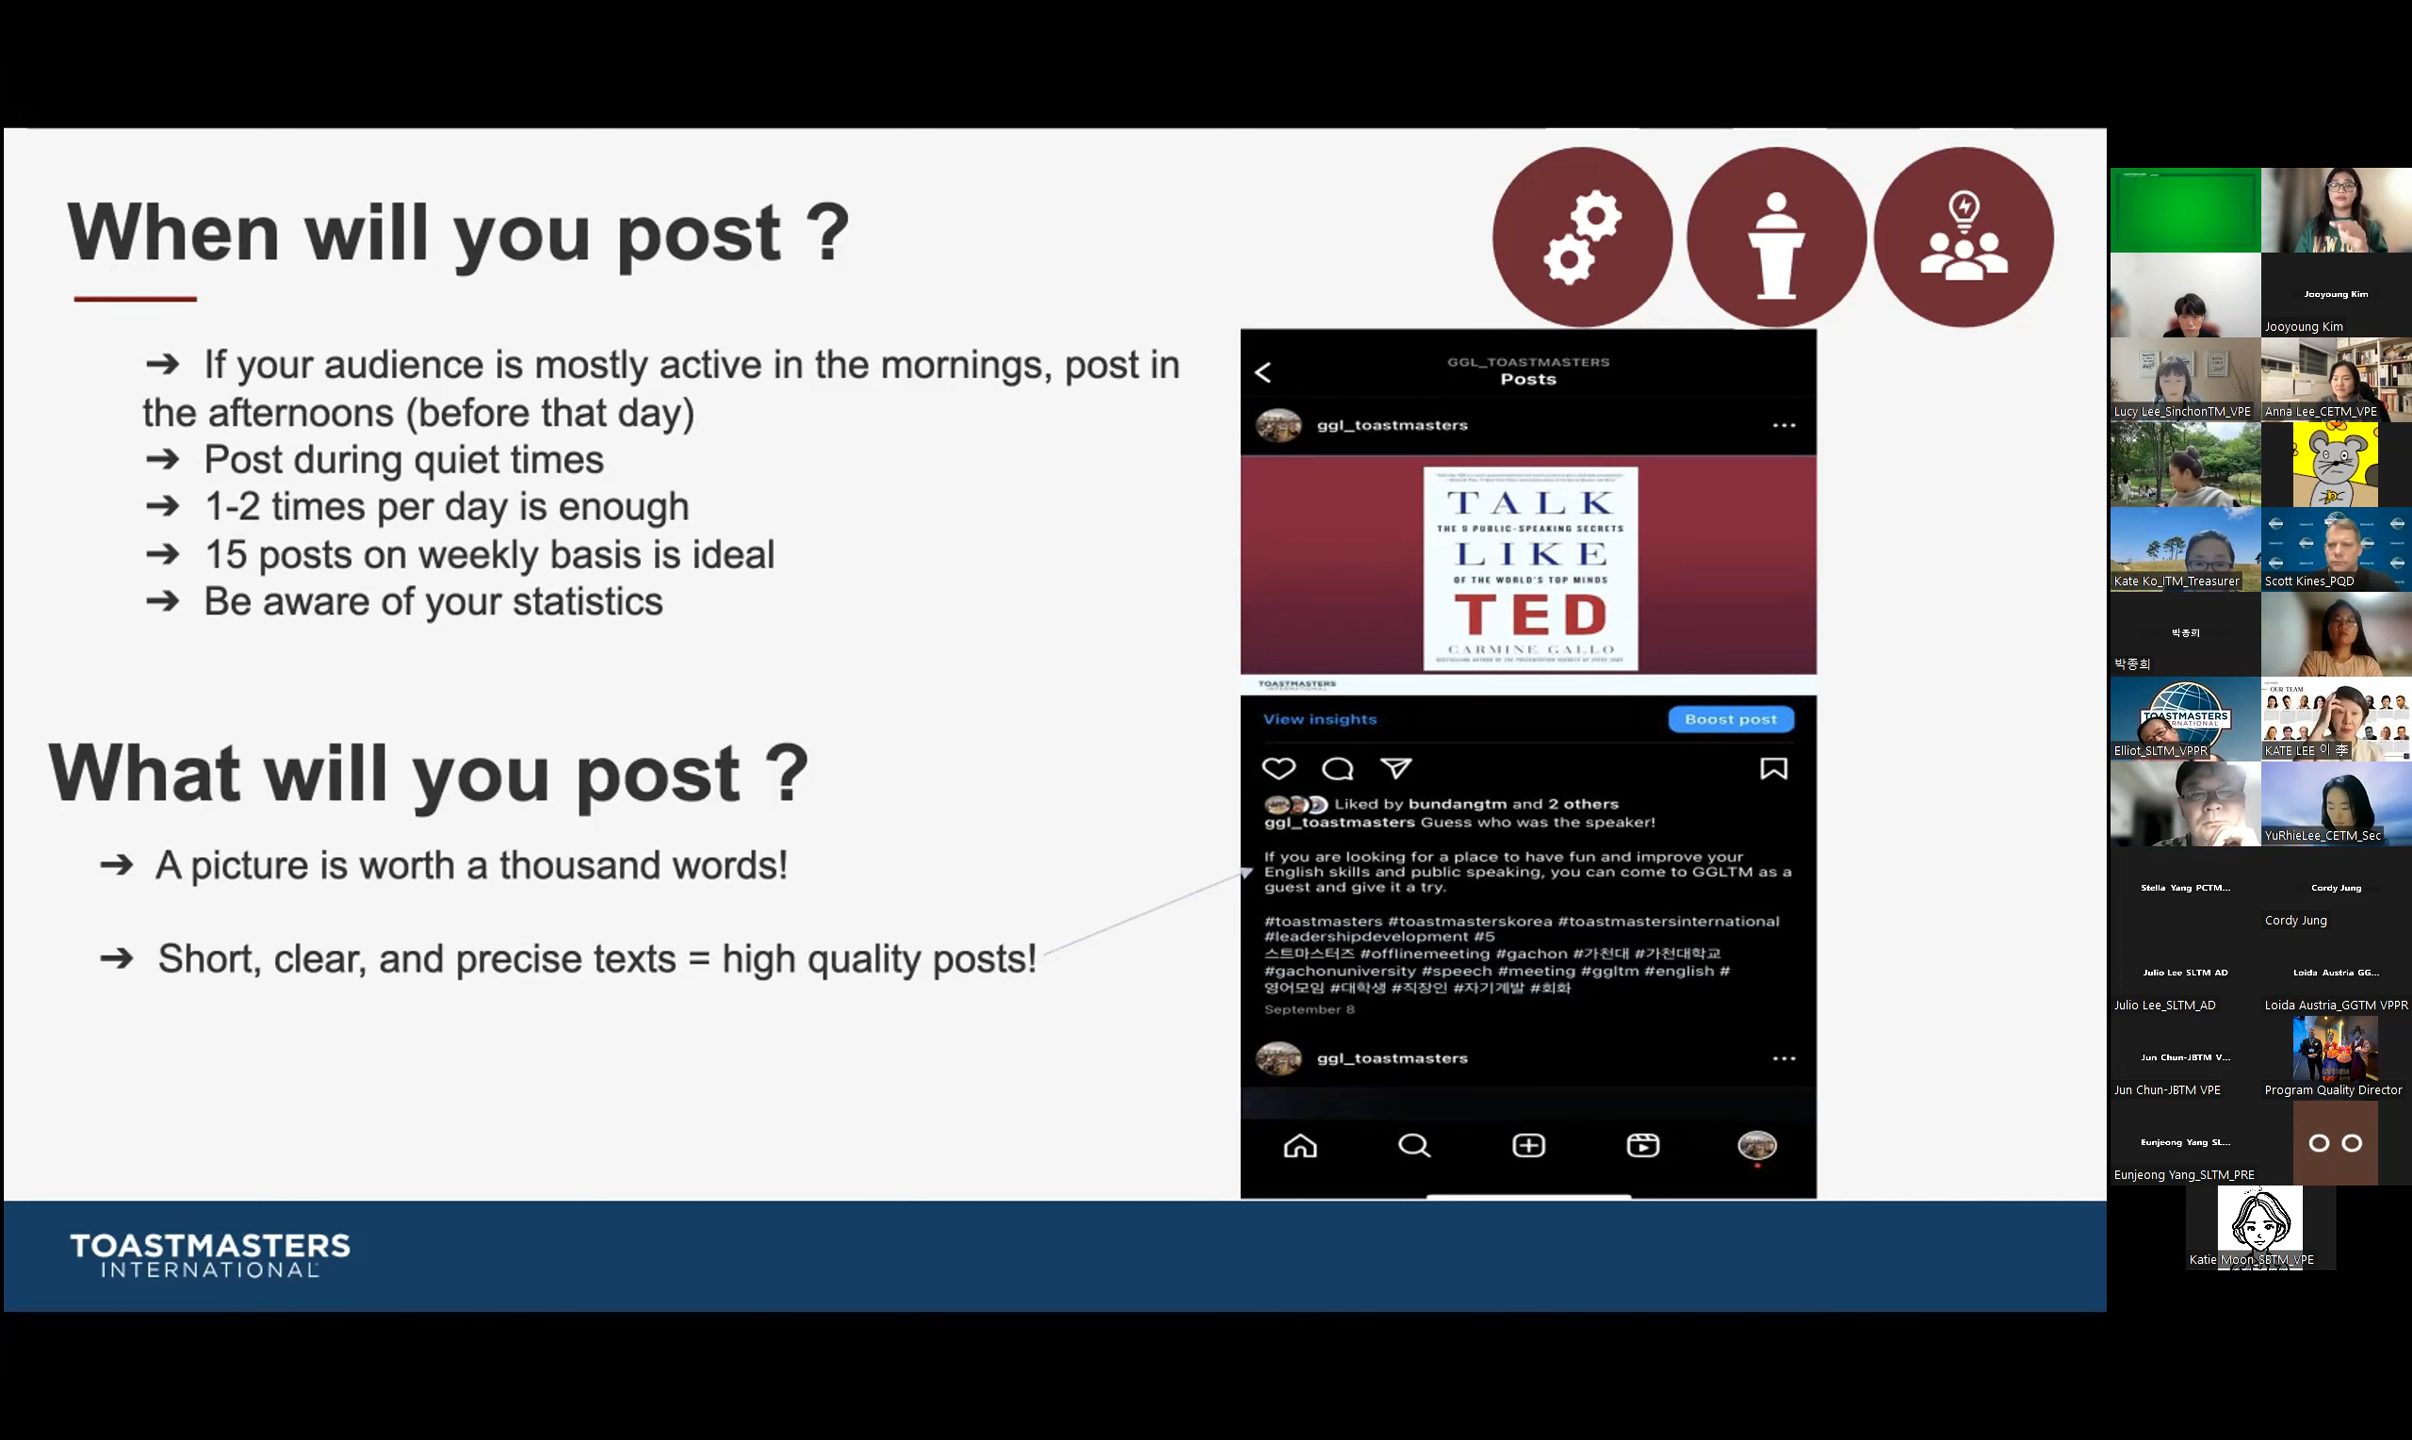 When will you post ?
➔ If your audience is mostly active in the mornings, post in
the afternoons (before that day)
➔ Post during quiet times
➔ 1-2 times per day is enough
➔ 15 posts on weekly basis is ideal
➔ Be aware of your statistics
What will you post ?
➔ A picture is worth a thousand words!
➔ Short, clear, and precise texts = high quality posts!
TOASTMASTERS
INTERNATIONAL
GGL_TOASTMASTERS
Posts
ggl_toastmasters
TALK
THE 9 PUBLIC-SPEAKING SECRETS
LIKE
OF THE WORLD'S TOP MINDS
TED
CARMINE GALLO
TOASTMASTERS
INTERNATIONAL
View insights
Boost post
Liked by bundangtm and 2 others
ggl_toastmasters Guess who was the speaker!
If you are looking for a place to have fun and improve your
English skills and public speaking, you can come to GGLTM as a
guest and give it a try.
#toastmasters #toastmasterskorea #toastmastersinternational
#leadershipdevelopment #5
스트마스터즈 #offlinemeeting #gachon #가천대 #가천대학교
#gachonuniversity #speech #meeting #ggltm #english #
영어모임 #대학생 #직장인 #자기계발 #회화
September 8
ggl_toastmasters
Jooyoung Kim
Jooyoung Kim
Lucy Lee_SinchonTM_VPE
Anna Lee_CETM_VPE
Kate Ko_ITM_Treasurer
Scott Kines_PQD
박종희
박종희
TOASTMASTERS
Elliot_SLTM_VPPR
OUR TEAM
KATE LEE 이 李
YuRhieLee_CETM_Sec
Stella Yang PCTM...
Cordy Jung
Cordy Jung
Julio Lee SLTM AD
Julio Lee_SLTM_AD
Loida Austria GG...
Loida Austria_GGTM VPPR
Jun Chun-JBTM V...
Jun Chun-JBTM VPE
Program Quality Director
Eunjeong Yang SL...
Eunjeong Yang_SLTM_PRE
Katie Moon_SBTM_VPE